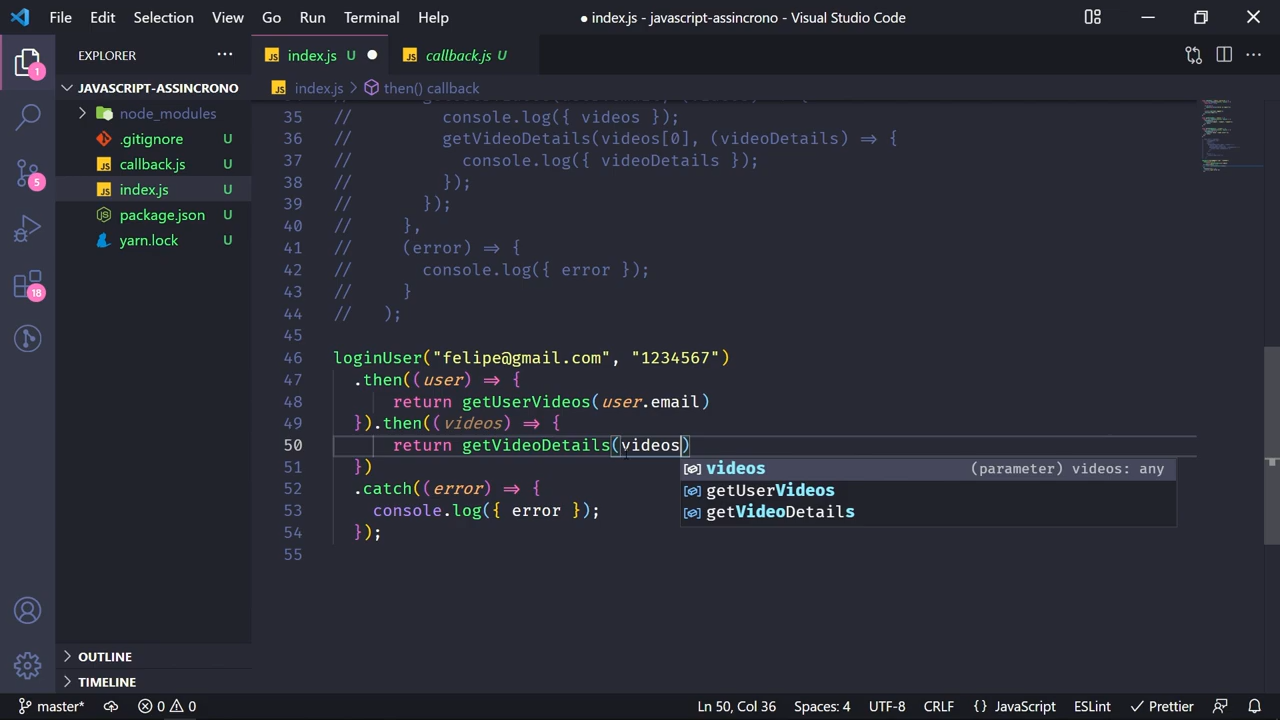 File Edit Selection View Go Run Terminal Help
● index.js - javascript-assincrono - Visual Studio Code
EXPLORER
index.js U
callback.js U
1
JAVASCRIPT-ASSINCRONO
index.js > then() callback
node_modules
.gitignore U
callback.js U
index.js U
package.json U
yarn.lock U
5
18
35 // console.log({ videos });
36 // getVideoDetails(videos[0], (videoDetails) => {
37 // console.log({ videoDetails });
38 // });
39 // });
40 // },
41 // (error) => {
42 // console.log({ error });
43 // }
44 // );
45
46 loginUser("felipe@gmail.com", "1234567")
47 .then((user) => {
48 return getUserVideos(user.email)
49 }).then((videos) => {
50 return getVideoDetails(videos)
51 })
videos (parameter) videos: any
getUserVideos
getVideoDetails
52 .catch((error) => {
53 console.log({ error });
54 });
55
OUTLINE
TIMELINE
master* 0 0 Ln 50, Col 36 Spaces: 4 UTF-8 CRLF {} JavaScript ESLint Prettier